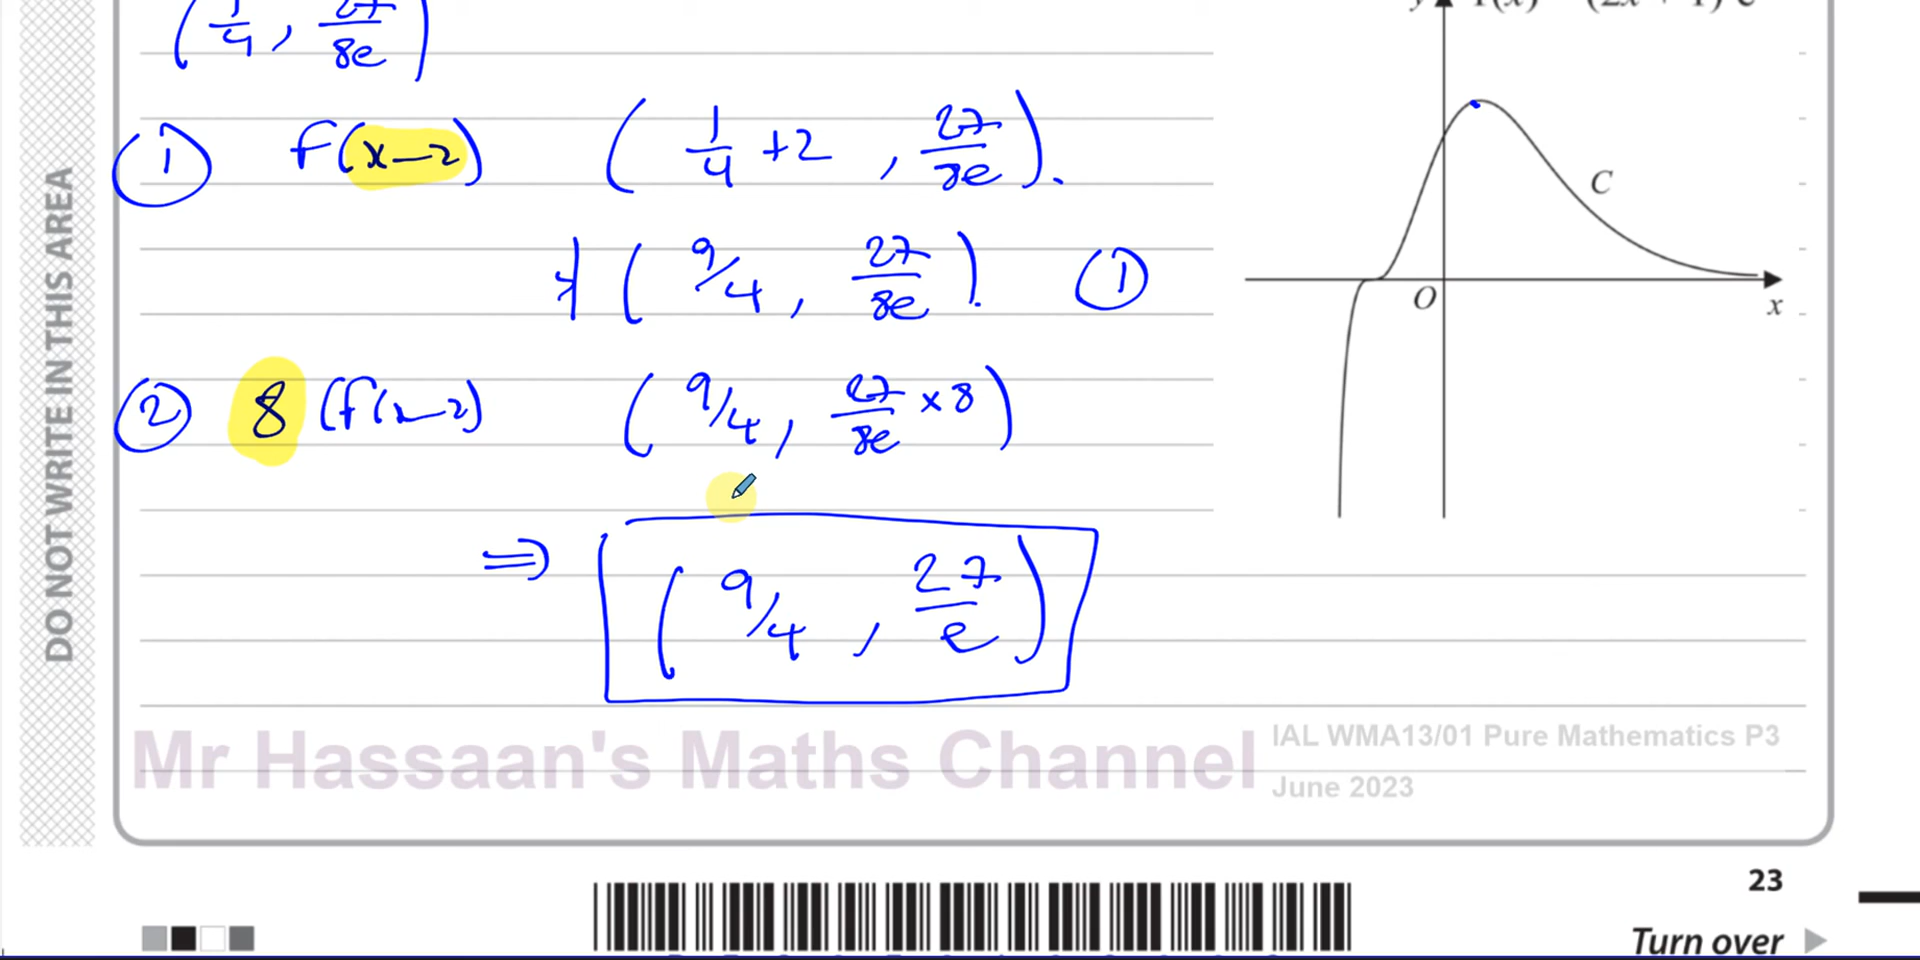 (1/4, 27/8e)
① f(x-2) (1/4 +2, 27/8e).
(9/4, 27/8e). ①
② 8 (f(x-2) (9/4, 27/8e × 8)
⇒ (9/4, 27/e)
C
O
x
DO NOT WRITE IN THIS AREA
Mr Hassaan's Maths Channel
IAL WMA13/01 Pure Mathematics P3
June 2023
23
Turn over